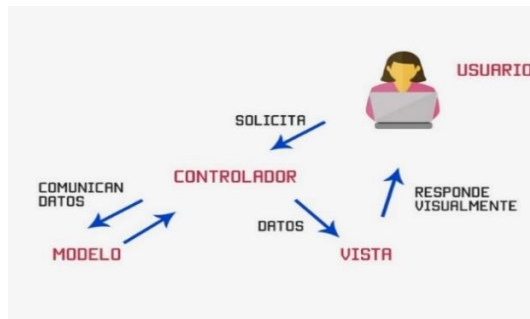 USUARIO
SOLICITA
CONTROLADOR
COMUNICAN
DATOS
RESPONDE
VISUALMENTE
DATOS
MODELO
VISTA